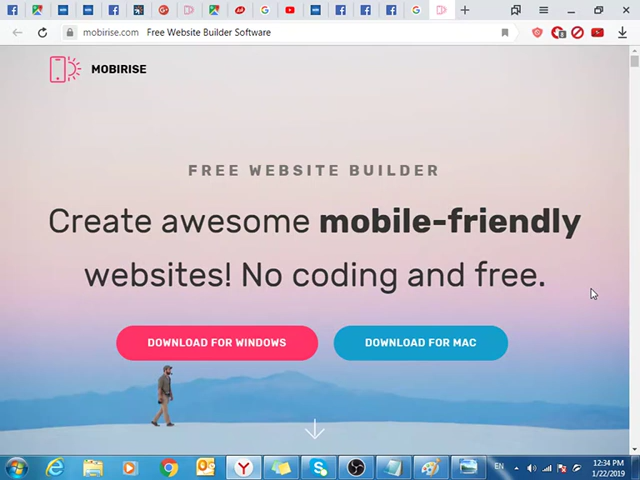 mobirise.com Free Website Builder Software
MOBIRISE
FREE WEBSITE BUILDER
Create awesome mobile-friendly
websites! No coding and free.
DOWNLOAD FOR WINDOWS
DOWNLOAD FOR MAC
EN
12:34 PM
1/22/2019